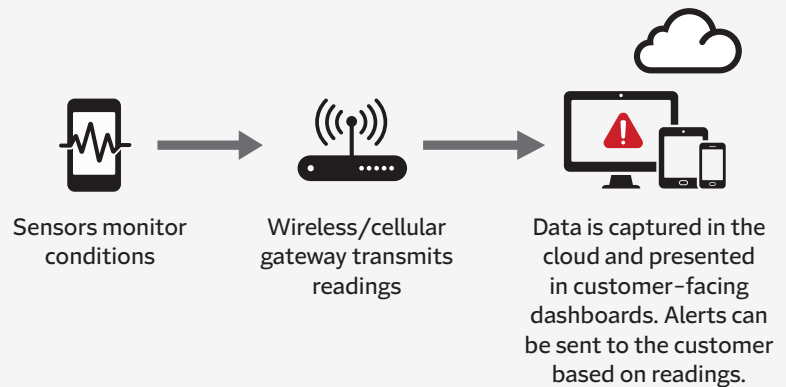 Sensors monitor
conditions
Wireless/cellular
gateway transmits
readings
Data is captured in the
cloud and presented
in customer-facing
dashboards. Alerts can
be sent to the customer
based on readings.